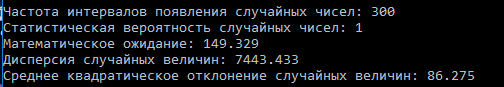 Частота интервалов появления случайных чисел: 300
Статистическая вероятность случайных чисел: 1
Математическое ожидание: 149.329
Дисперсия случайных величин: 7443.433
Среднее квадратическое отклонение случайных величин: 86.275